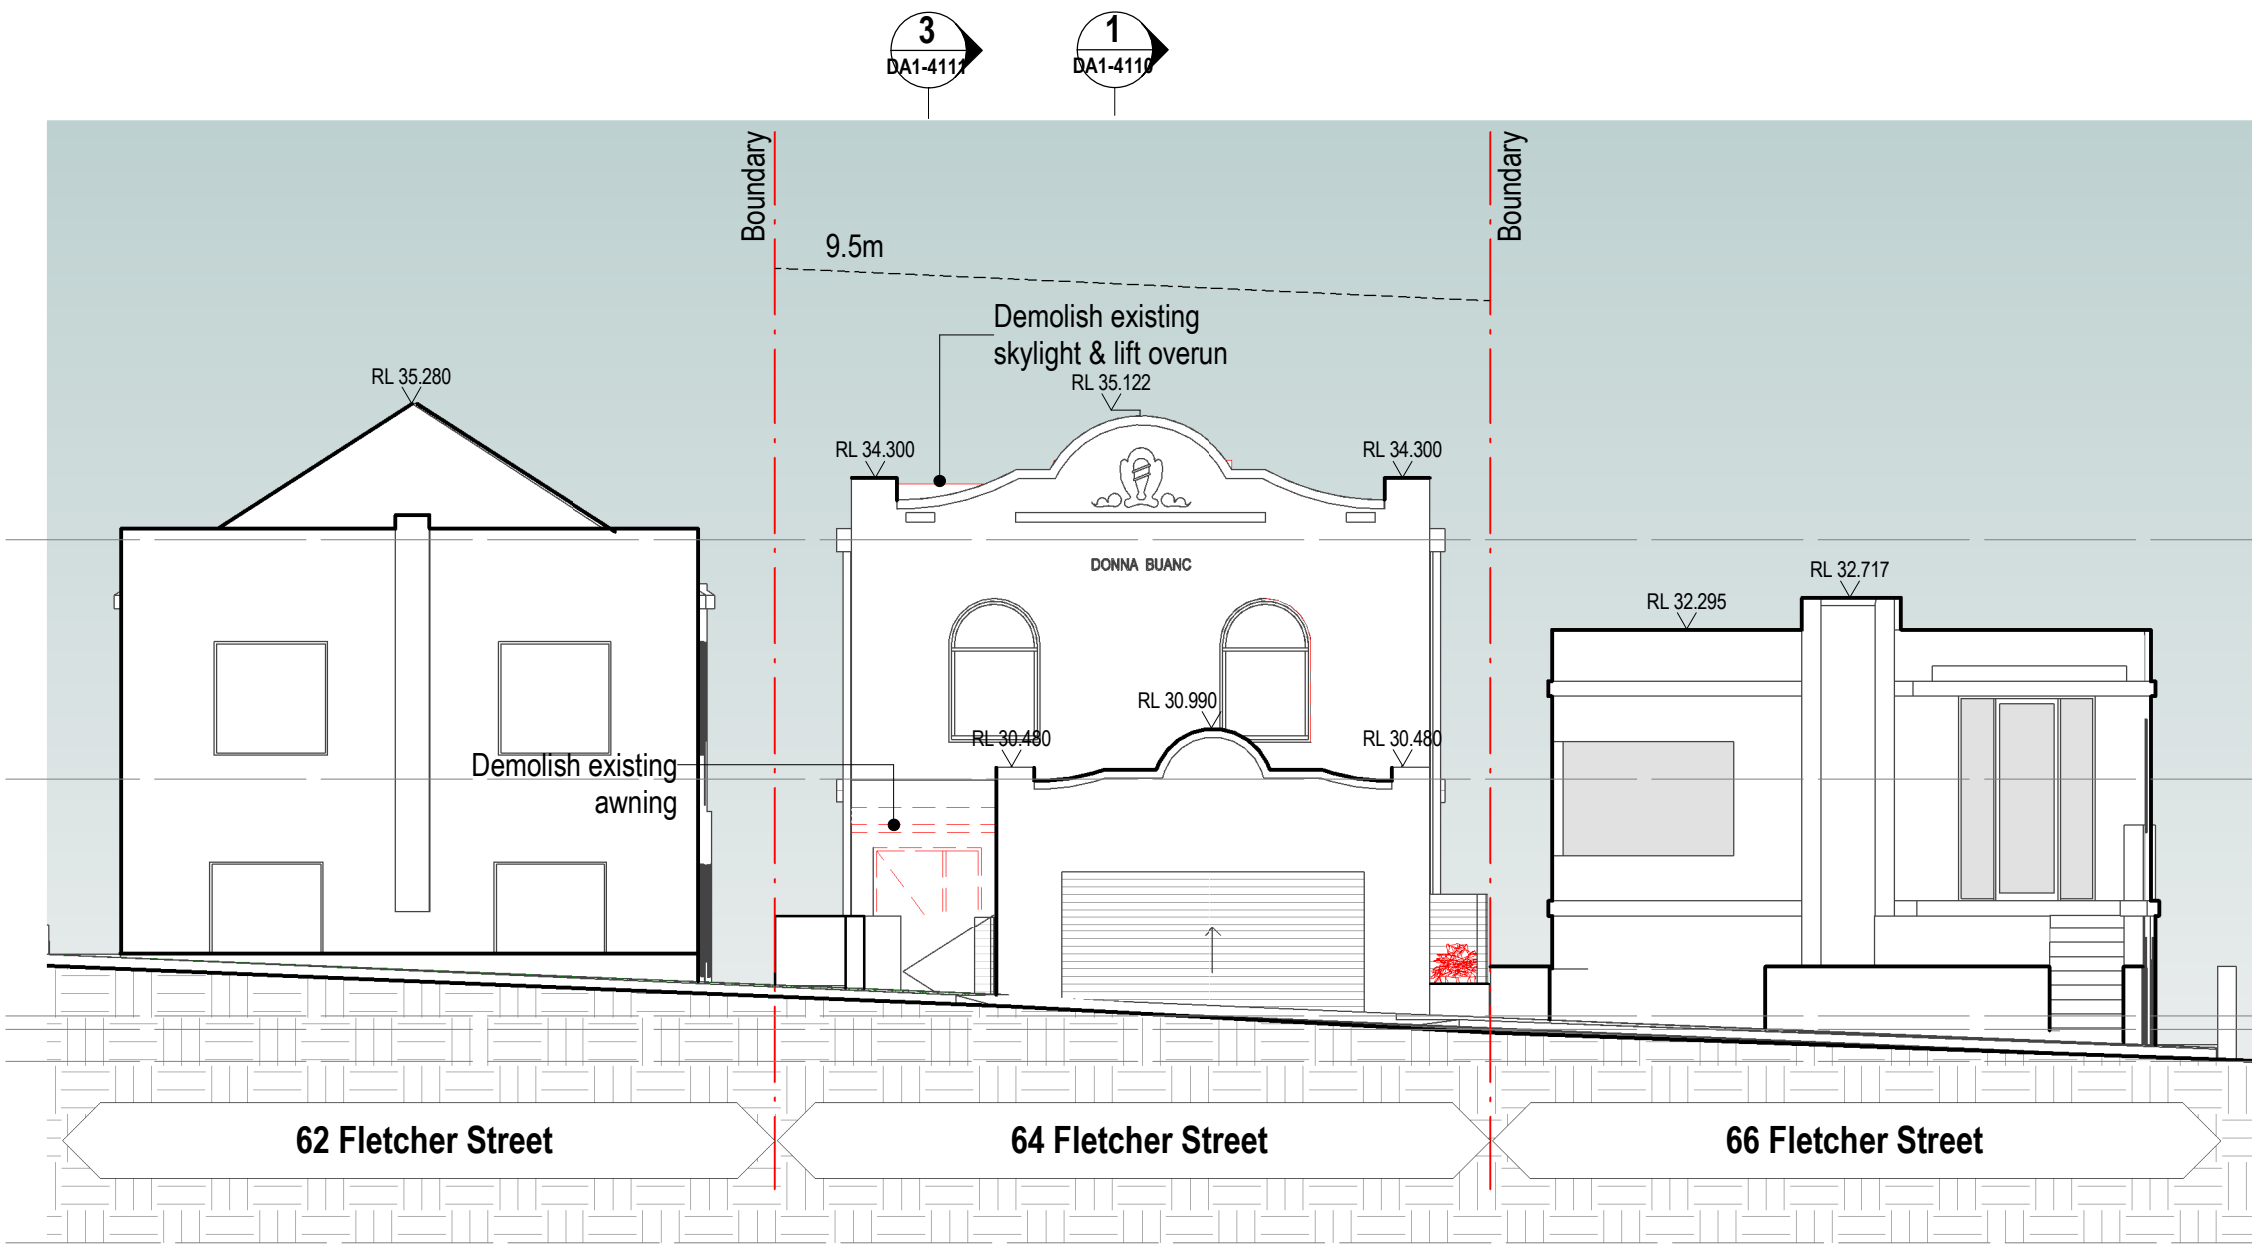 3
DA1-4111
1
DA1-4110
Boundary
Boundary
9.5m
Demolish existing
skylight & lift overun
RL 35.280
RL 35.122
RL 34.300
RL 34.300
DONNA BUANC
RL 32.717
RL 32.295
RL 30.990
RL 30.480
RL 30.480
Demolish existing
awning
62 Fletcher Street
64 Fletcher Street
66 Fletcher Street